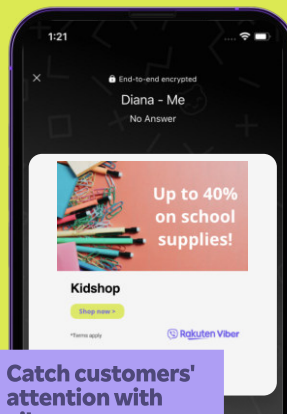 1:21
End-to-end encrypted
Diana - Me
No Answer
Up to 40%
on school
supplies!
Kidshop
Shop now >
*Terms apply
Rakuten Viber
Catch customers'
attention with